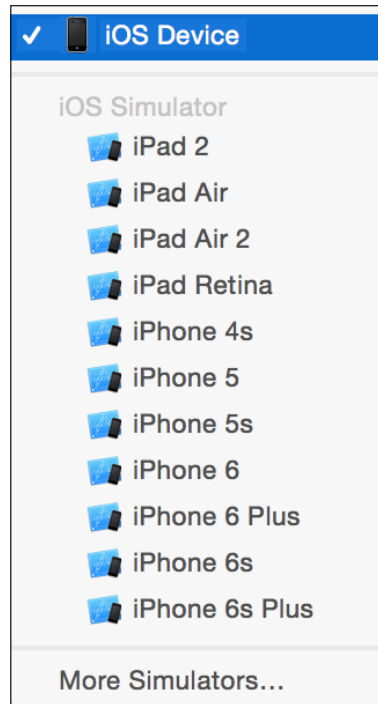 iOS Device
iOS Simulator
iPad 2
iPad Air
iPad Air 2
iPad Retina
iPhone 4s
iPhone 5
iPhone 5s
iPhone 6
iPhone 6 Plus
iPhone 6s
iPhone 6s Plus
More Simulators...